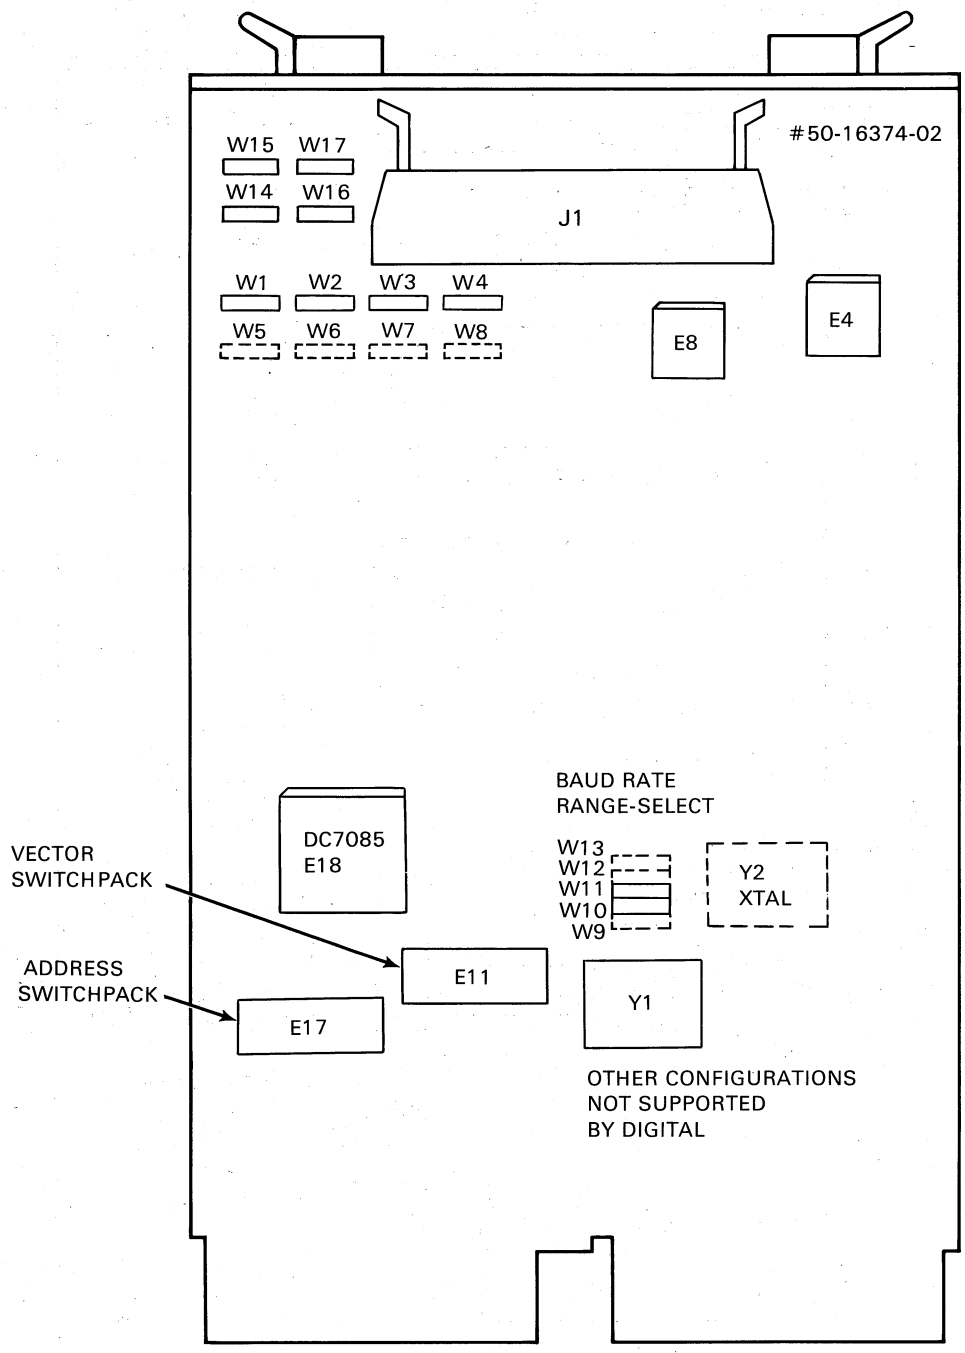 #50-16374-02
W15 W17
W14 W16
J1
W1 W2 W3 W4
W5 W6 W7 W8
E8
E4
BAUD RATE
RANGE-SELECT
DC7085
E18
VECTOR
SWITCHPACK
W13
W12
W11
W10
W9
Y2
XTAL
ADDRESS
SWITCHPACK
E11
E17
Y1
OTHER CONFIGURATIONS
NOT SUPPORTED
BY DIGITAL